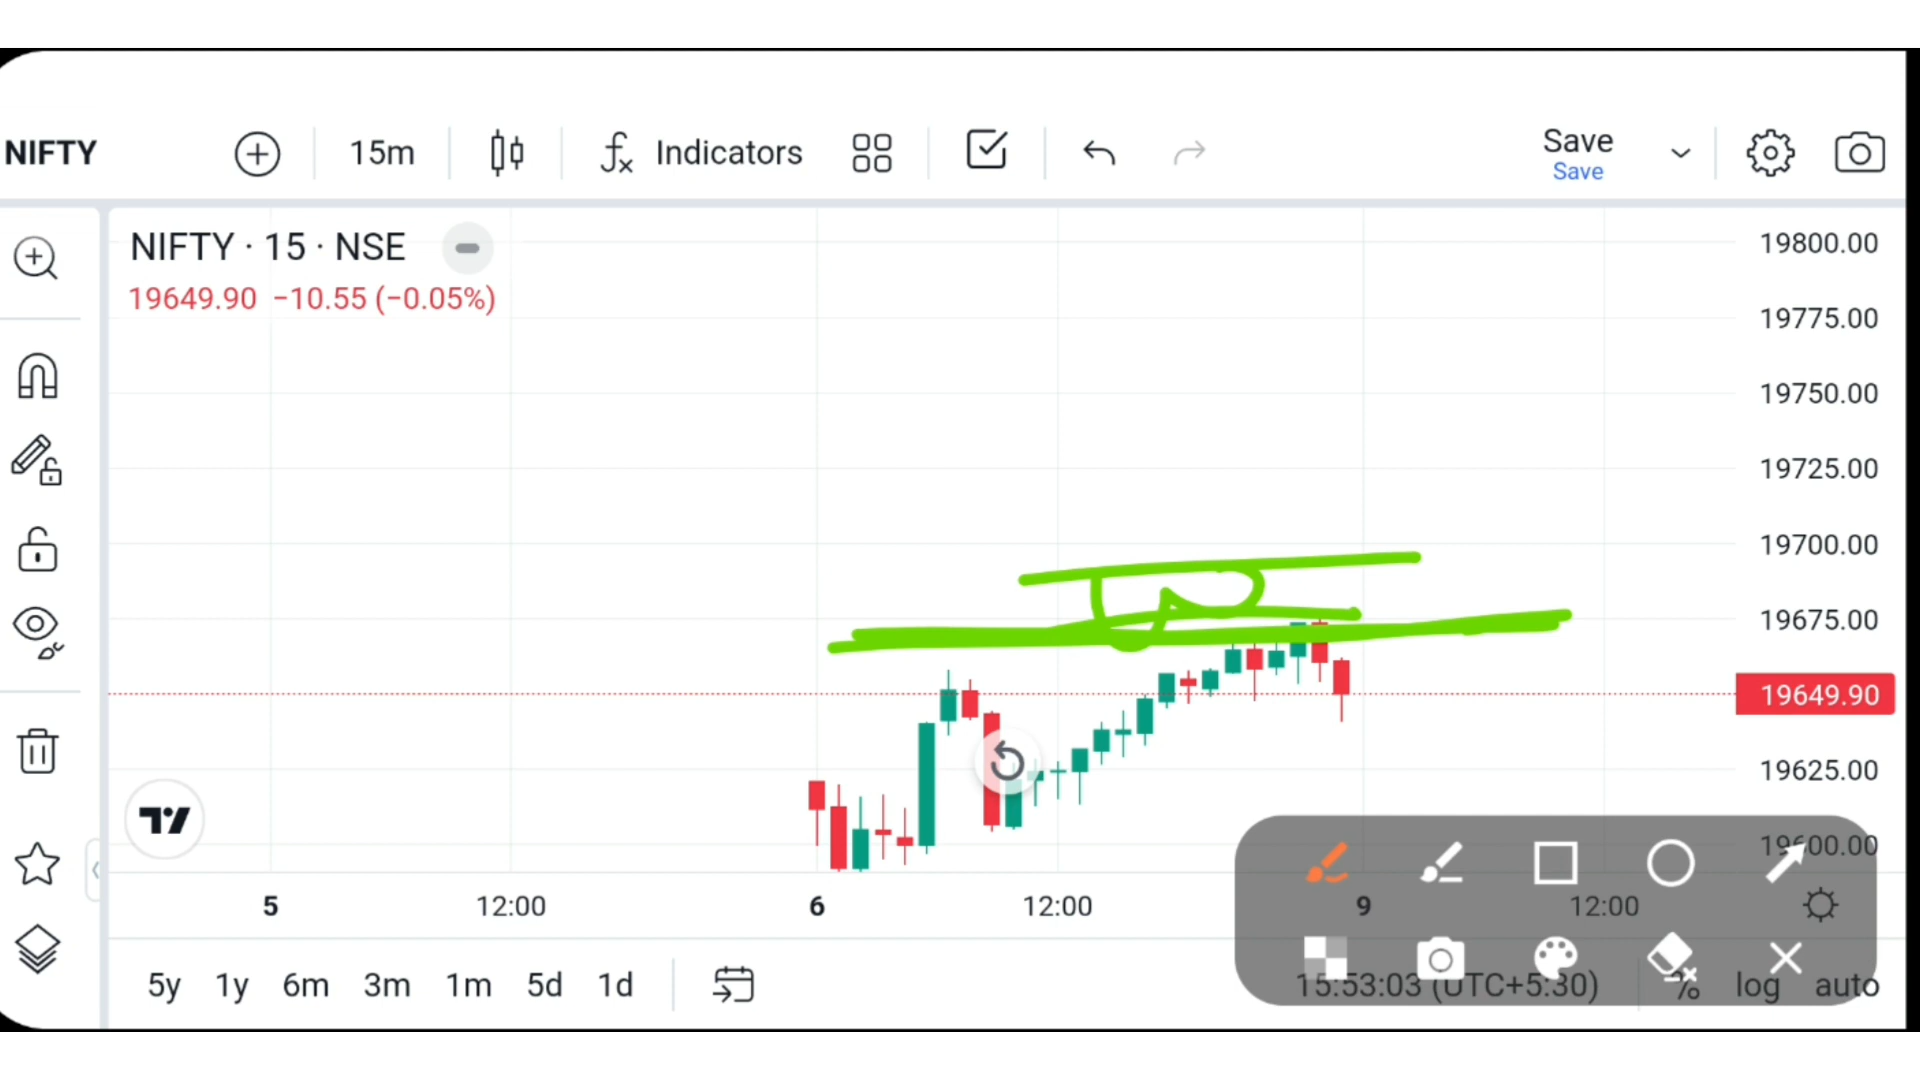 NIFTY 15m Indicators Save
Save
NIFTY · 15 · NSE
19649.90 −10.55 (−0.05%)
19800.00
19775.00
19750.00
19725.00
19700.00
19675.00
19649.90
19625.00
19600.00
5 12:00 6 12:00 9 12:00
5y 1y 6m 3m 1m 5d 1d 15:53:03 (UTC+5:30) % log auto